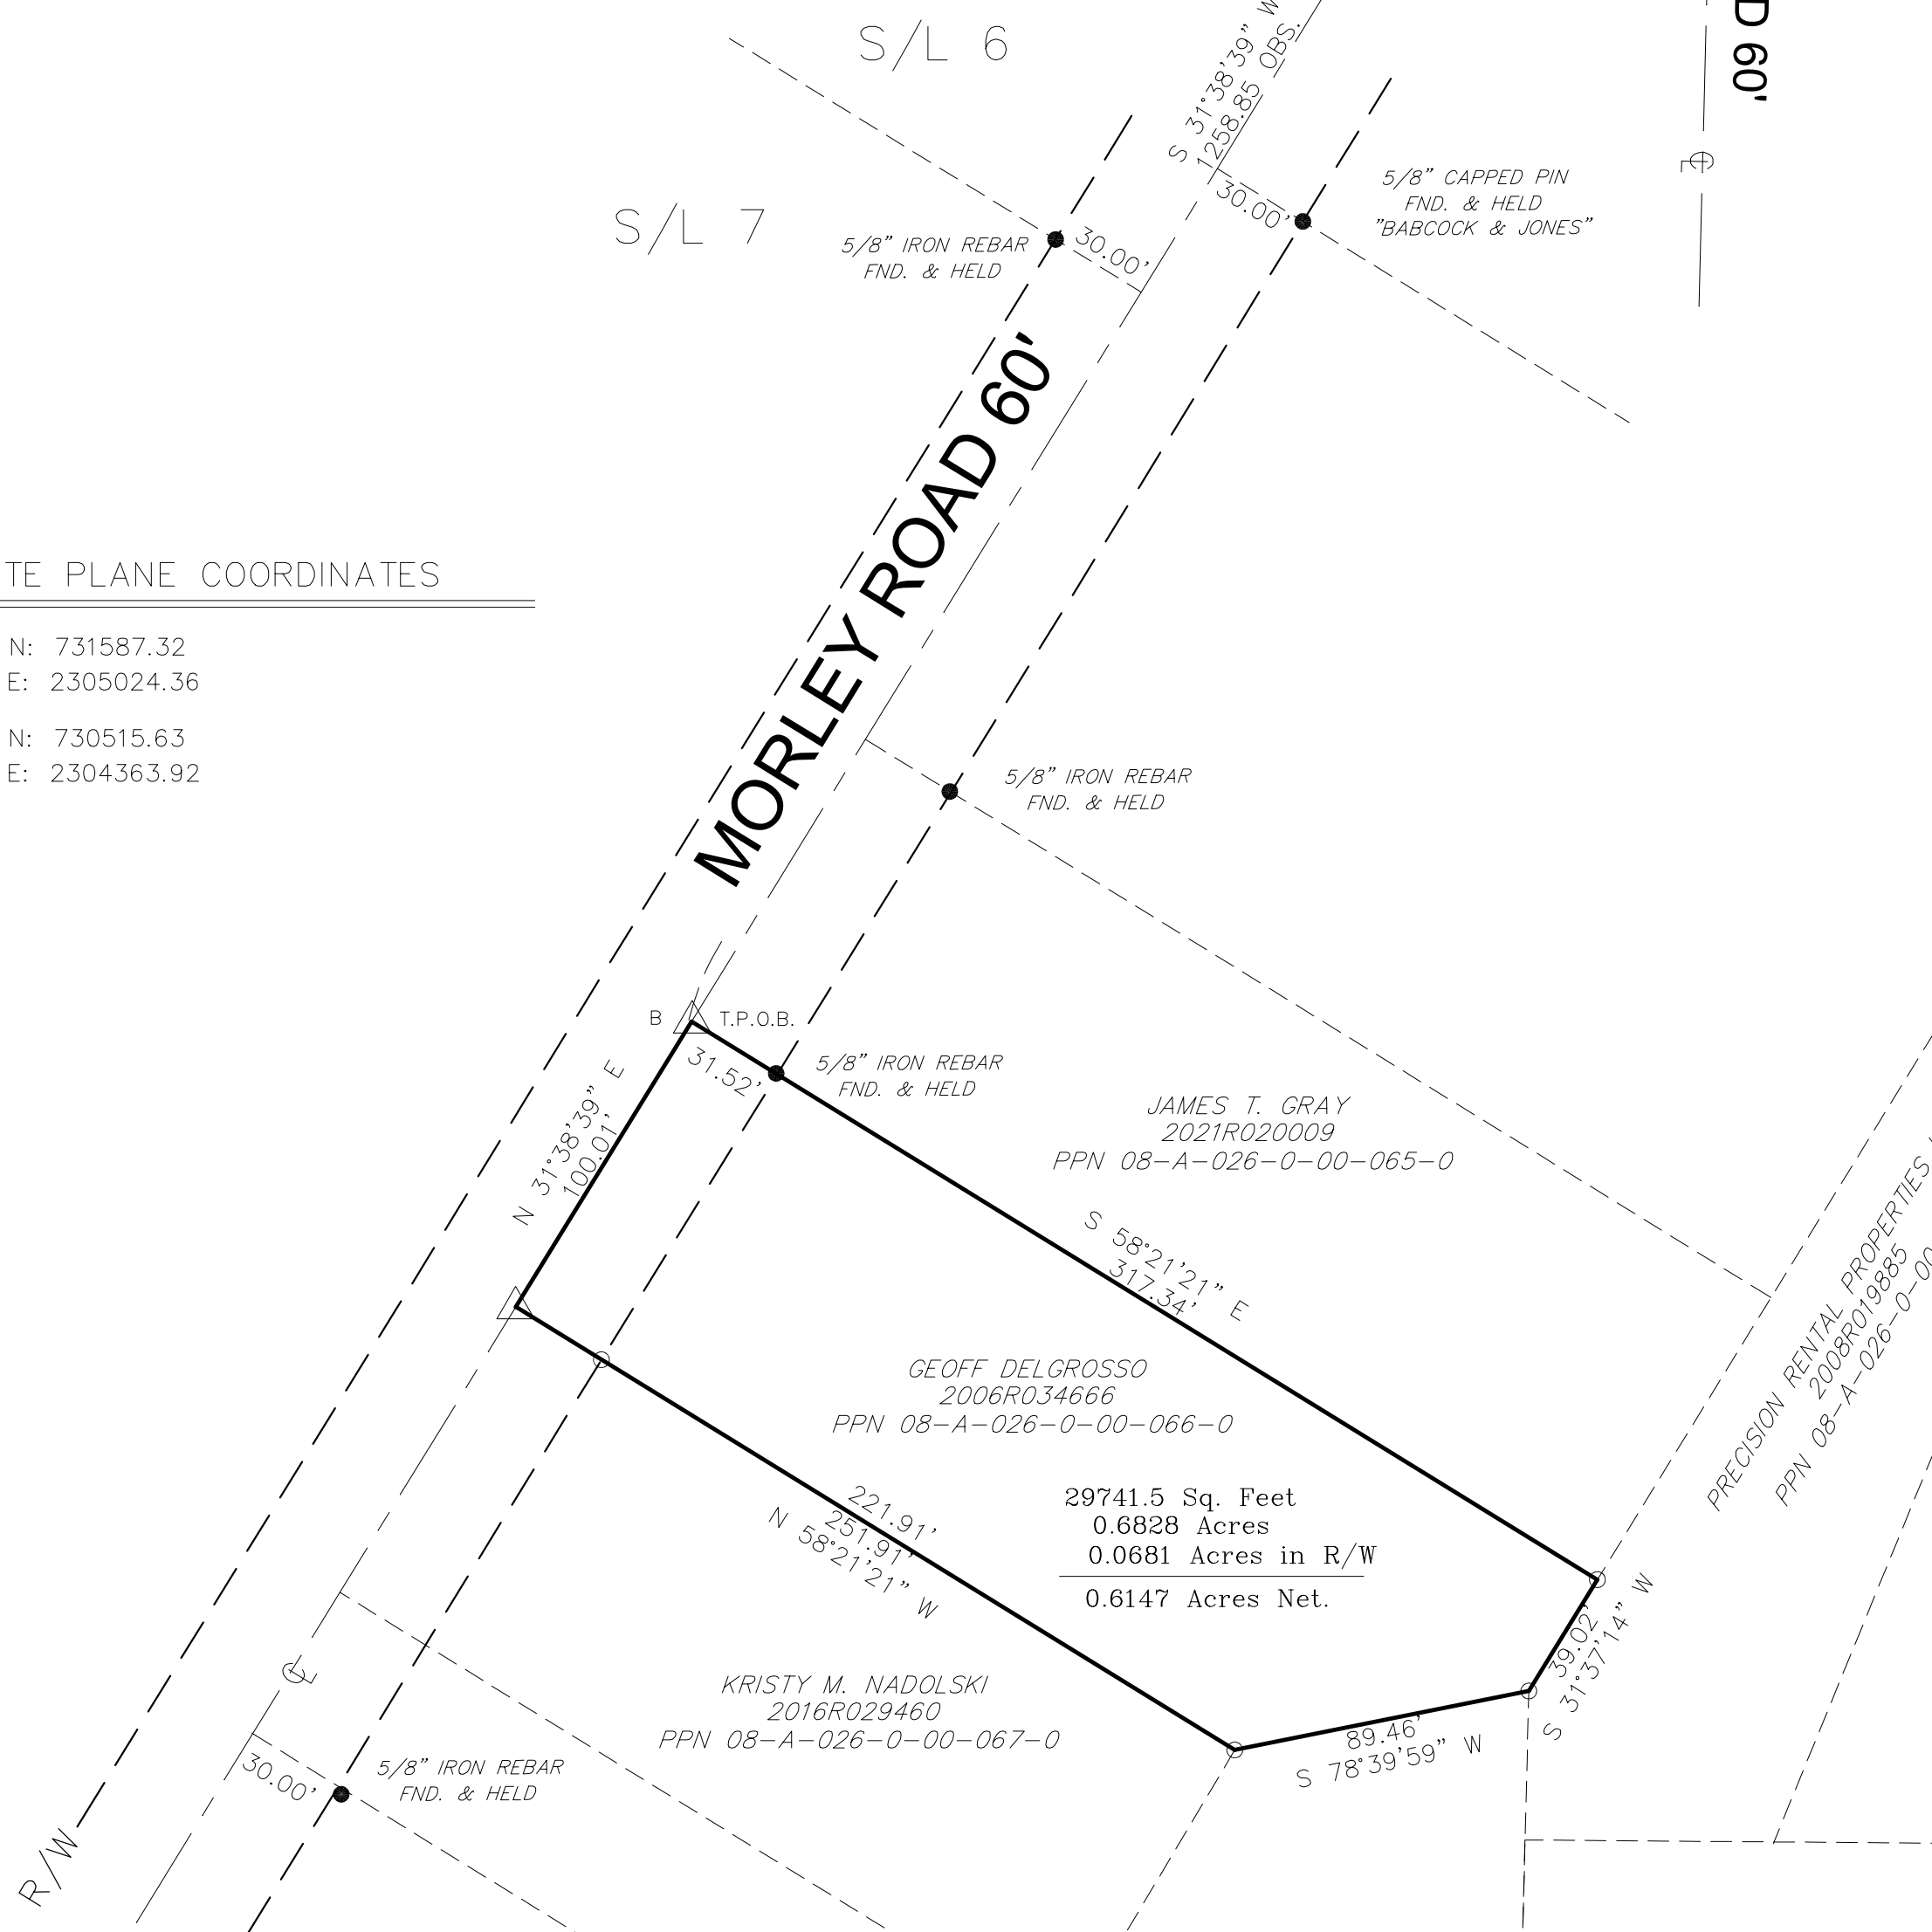 S/L 6
S 31°38'39" W
1258.85 OBS.
D 60'
5/8" CAPPED PIN
FND. & HELD
"BABCOCK & JONES"
30.00'
S/L 7
5/8" IRON REBAR
FND. & HELD
30.00'
MORLEY ROAD 60'
TE PLANE COORDINATES
N: 731587.32
E: 2305024.36
N: 730515.63
E: 2304363.92
5/8" IRON REBAR
FND. & HELD
B
T.P.O.B.
31.52'
5/8" IRON REBAR
FND. & HELD
N 31°38'39" E
100.01'
JAMES T. GRAY
2021R020009
PPN 08-A-026-0-00-065-0
S 58°21'21" E
317.34'
PRECISION RENTAL PROPERTIES
2008R019885
PPN 08-A-026-0-00
GEOFF DELGROSSO
2006R034666
PPN 08-A-026-0-00-066-0
221.91'
251.91'
N 58°21'21" W
29741.5 Sq. Feet
0.6828 Acres
0.0681 Acres in R/W
0.6147 Acres Net.
39.02'
S 31°37'14" W
89.46'
S 78°39'59" W
KRISTY M. NADOLSKI
2016R029460
PPN 08-A-026-0-00-067-0
30.00'
5/8" IRON REBAR
FND. & HELD
R/W